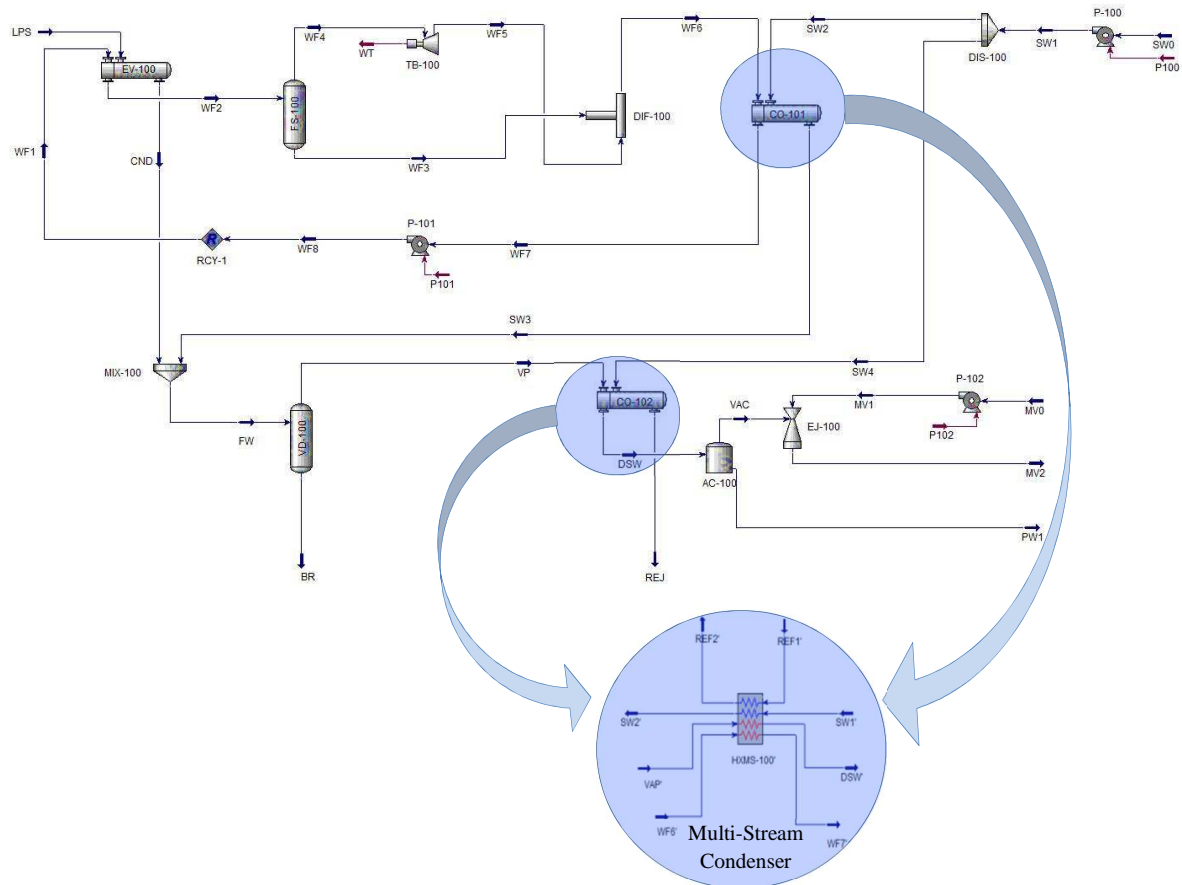 LPS
EV-100
WF4
WT
TB-100
WF5
WF6
SW2
DIS-100
SW1
P-100
SW0
P100
WF2
FS-100
DIF-100
CO-101
WF1
CND
WF3
P-101
RCY-1
WF8
P101
WF7
SW3
MIX-100
VP
SW4
CO-102
VAC
MV1
P-102
MV0
P102
EJ-100
FW
VD-100
DSW
AC-100
MV2
PW1
BR
REJ
REF2'
REF1'
SW2'
SW1'
HXMS-100'
VAP'
DSW'
WF6'
WF7'
Multi-Stream
Condenser